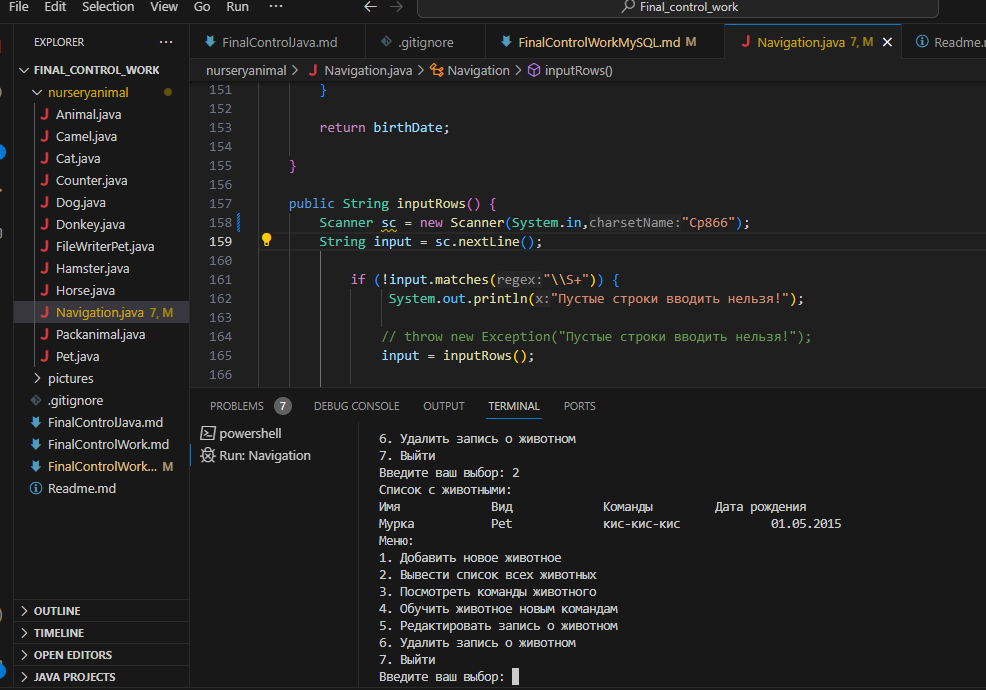 File Edit Selection View Go Run ··· ← → Final_control_work
EXPLORER ···
FINAL_CONTROL_WORK
nurseryanimal
Animal.java
Camel.java
Cat.java
Counter.java
Dog.java
Donkey.java
FileWriterPet.java
Hamster.java
Horse.java
Navigation.java 7, M
Packanimal.java
Pet.java
pictures
.gitignore
FinalControlJava.md
FinalControlWork.md
FinalControlWork... M
Readme.md
OUTLINE
TIMELINE
OPEN EDITORS
JAVA PROJECTS
FinalControlJava.md .gitignore FinalControlWorkMySQL.md M Navigation.java 7, M Readme.
nurseryanimal > Navigation.java > Navigation > inputRows()
151 }
152
153 return birthDate;
154
155 }
156
157 public String inputRows() {
158 Scanner sc = new Scanner(System.in,charsetName:"Cp866");
159 String input = sc.nextLine();
160
161 if (!input.matches(regex:"\\S+")) {
162 System.out.println(x:"Пустые строки вводить нельзя!");
163
164 // throw new Exception("Пустые строки вводить нельзя!");
165 input = inputRows();
166
PROBLEMS 7 DEBUG CONSOLE OUTPUT TERMINAL PORTS
powershell
Run: Navigation
6. Удалить запись о животном
7. Выйти
Введите ваш выбор: 2
Список с животными:
Имя Вид Команды Дата рождения
Мурка Pet кис-кис-кис 01.05.2015
Меню:
1. Добавить новое животное
2. Вывести список всех животных
3. Посмотреть команды животного
4. Обучить животное новым командам
5. Редактировать запись о животном
6. Удалить запись о животном
7. Выйти
Введите ваш выбор: